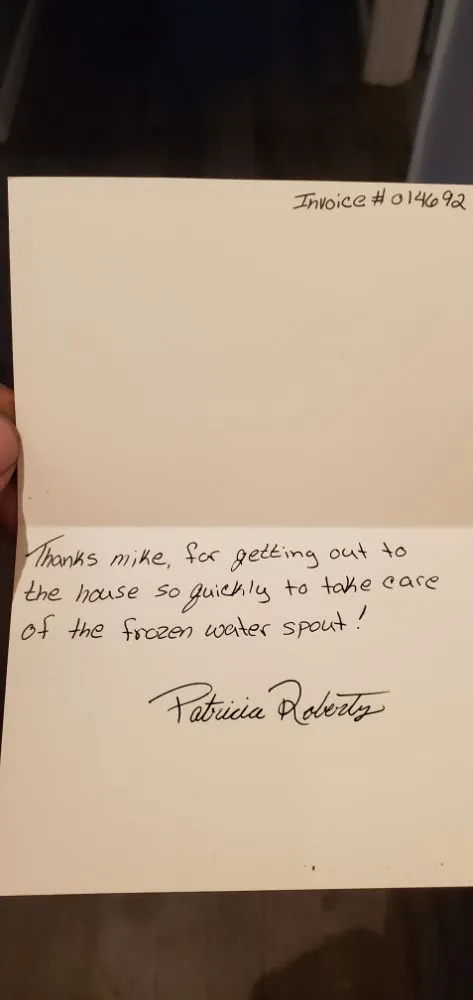 Invoice # 014692
Thanks mike, for getting out to
the house so quickly to take care
of the frozen water spout!
Patricia Roberts